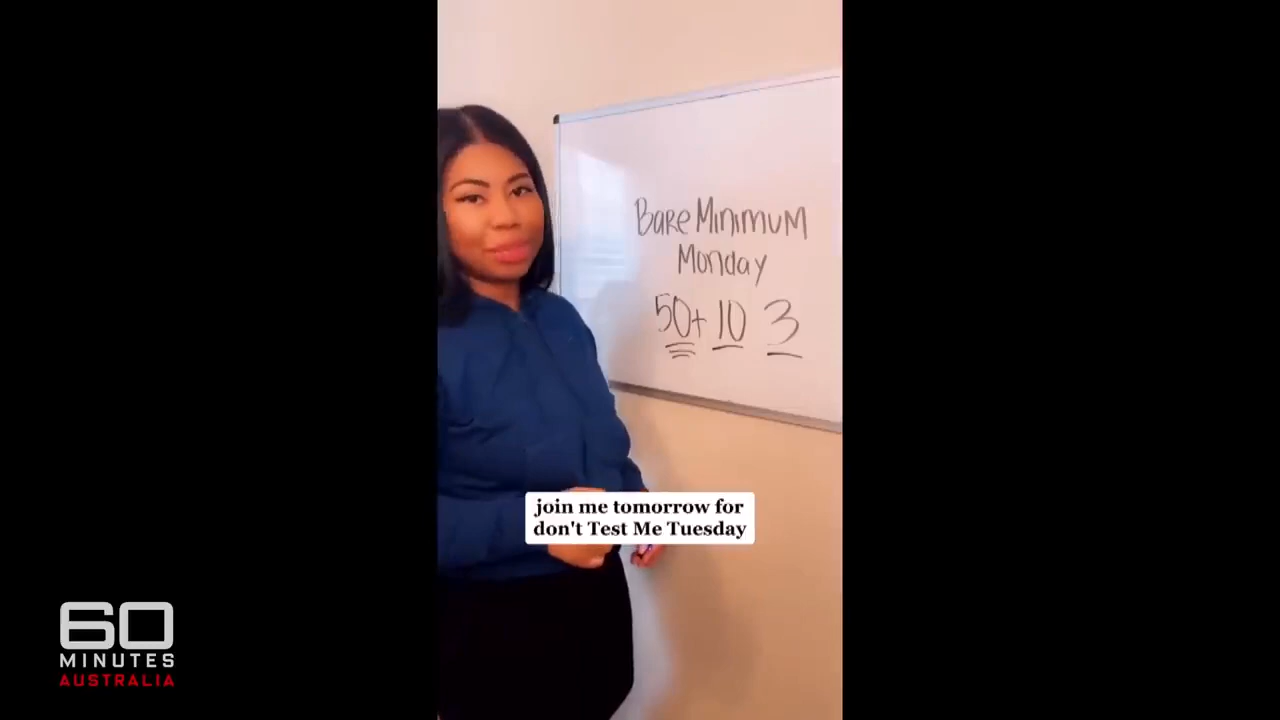 Bare Minimum
Monday
50+ 10 3
join me tomorrow for
don't Test Me Tuesday
60
MINUTES
AUSTRALIA